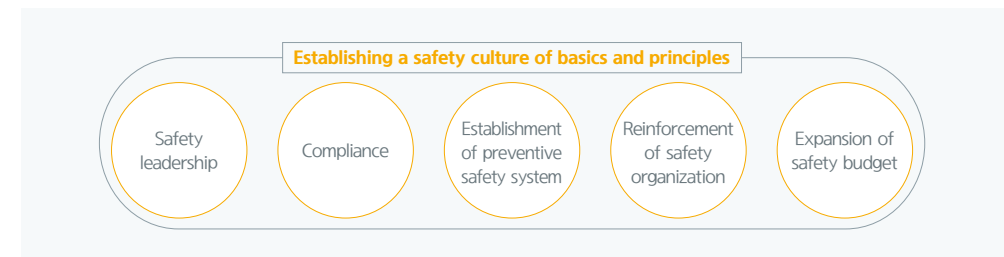 Establishing a safety culture of basics and principles
Safety
leadership
Compliance
Establishment
of preventive
safety system
Reinforcement
of safety
organization
Expansion of
safety budget